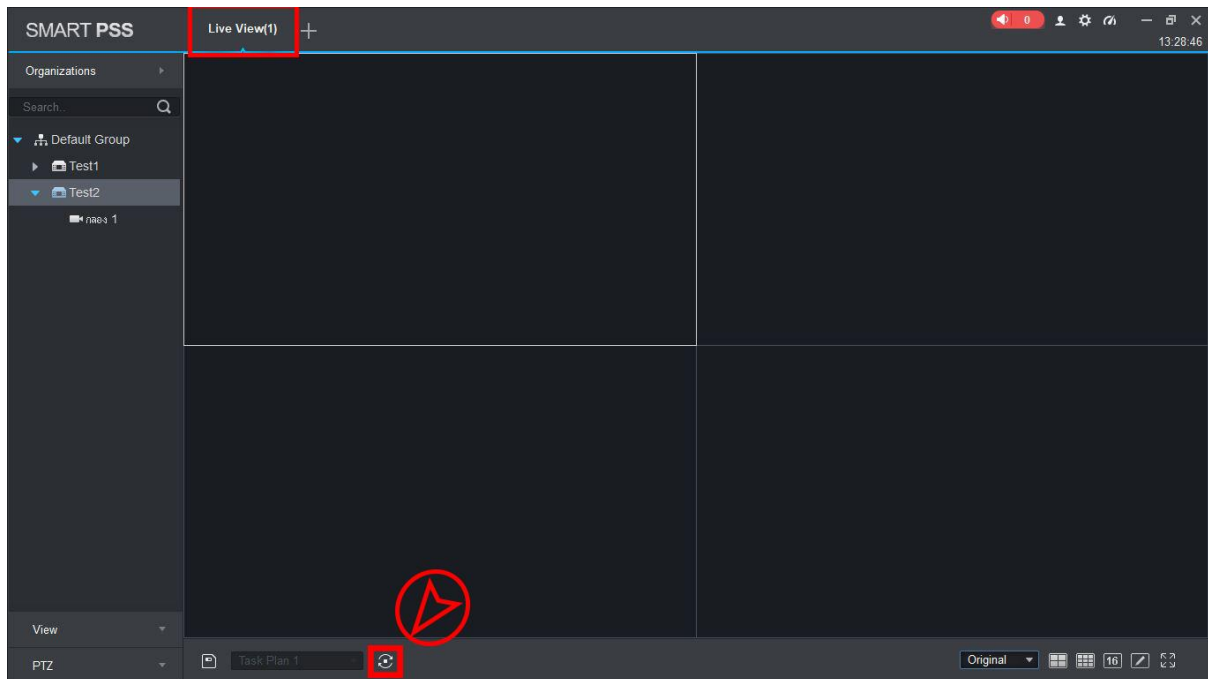 SMART PSS
Live View(1)
0
13:28:46
Organizations
Search..
Default Group
Test1
Test2
กล่อง 1
View
PTZ
Task Plan 1
Original
16